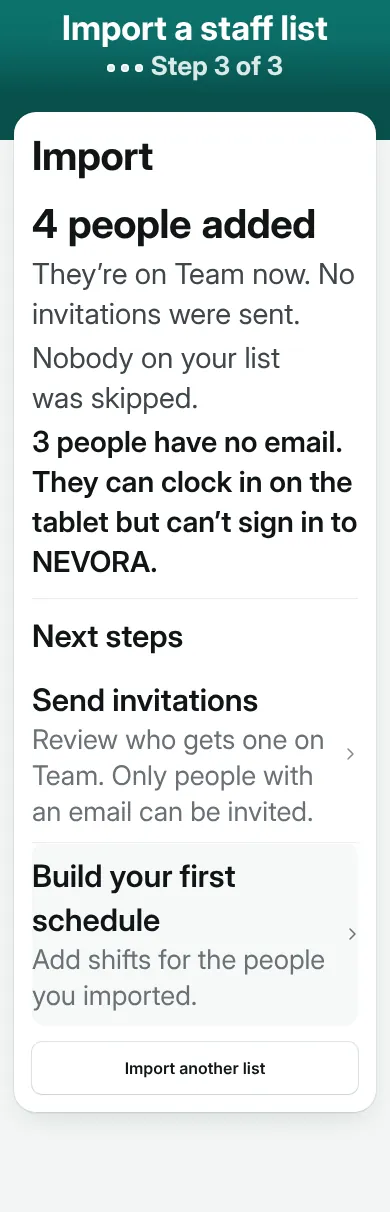 Import a staff list
Step 3 of 3
Import
4 people added
They’re on Team now. No
invitations were sent.
Nobody on your list
was skipped.
3 people have no email.
They can clock in on the
tablet but can’t sign in to
NEVORA.
Next steps
Send invitations
Review who gets one on
Team. Only people with
an email can be invited.
Build your first
schedule
Add shifts for the people
you imported.
Import another list